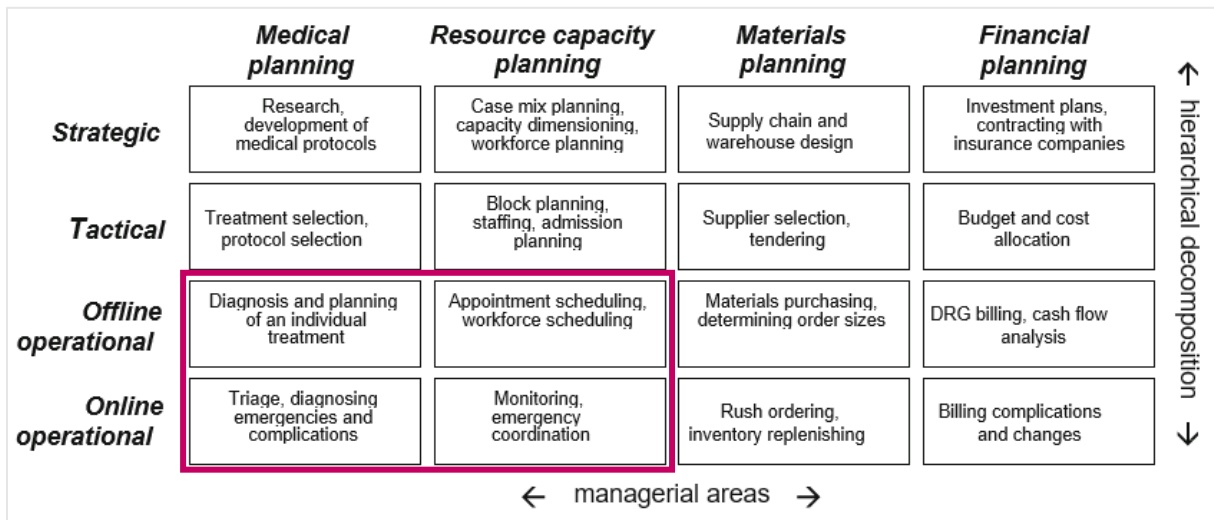 Medical planning
Resource capacity planning
Materials planning
Financial planning
Strategic
Research,
development of
medical protocols
Case mix planning,
capacity dimensioning,
workforce planning
Supply chain and
warehouse design
Investment plans,
contracting with
insurance companies
Tactical
Treatment selection,
protocol selection
Block planning,
staffing, admission
planning
Supplier selection,
tendering
Budget and cost
allocation
Offline
operational
Diagnosis and planning
of an individual
treatment
Appointment scheduling,
workforce scheduling
Materials purchasing,
determining order sizes
DRG billing, cash flow
analysis
Online
operational
Triage, diagnosing
emergencies and
complications
Monitoring,
emergency
coordination
Rush ordering,
inventory replenishing
Billing complications
and changes
← hierarchical decomposition →
← managerial areas →